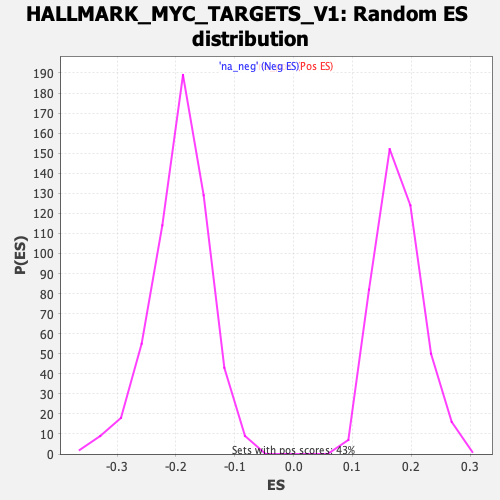 HALLMARK_MYC_TARGETS_V1: Random ES
distribution
'na_neg' (Neg ES) Pos ES)
190
180
170
160
150
140
130
120
110
100
90
80
70
60
50
40
30
20
10
0
P(ES)
Sets with pos scores: 43%
-0.3 -0.2 -0.1 0.0 0.1 0.2 0.3
ES